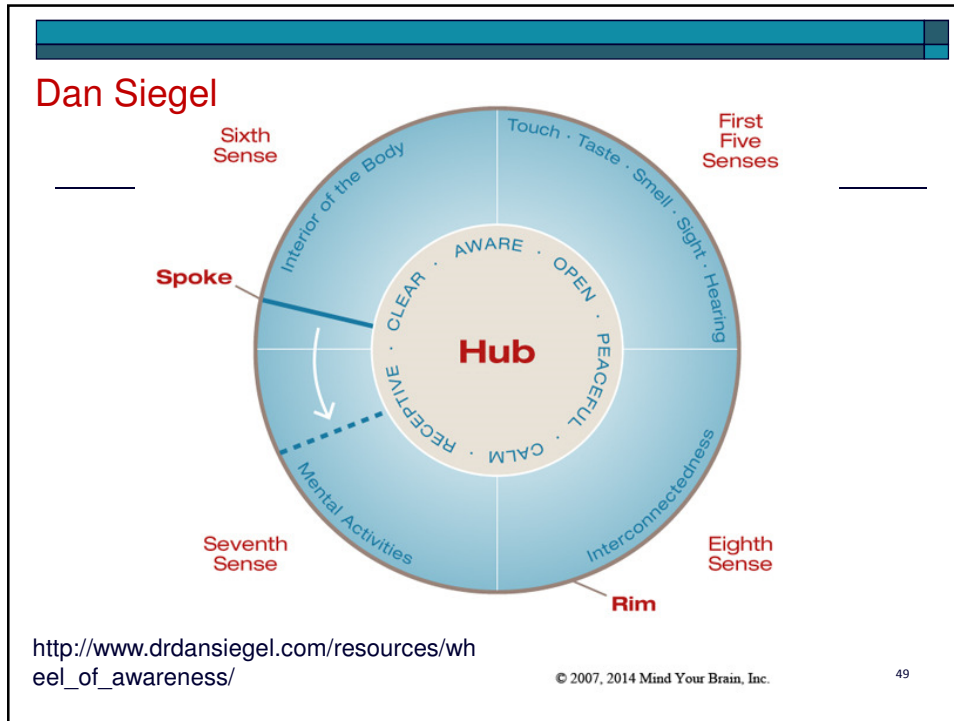 Dan Siegel
Sixth
Sense
First
Five
Senses
Interior of the Body
Touch · Taste · Smell · Sight · Hearing
Spoke
CLEAR · AWARE · OPEN · PEACEFUL · CALM · RECEPTIVE ·
Hub
Mental Activities
Interconnectedness
Seventh
Sense
Eighth
Sense
Rim
http://www.drdansiegel.com/resources/wh
eel_of_awareness/
© 2007, 2014 Mind Your Brain, Inc.
49